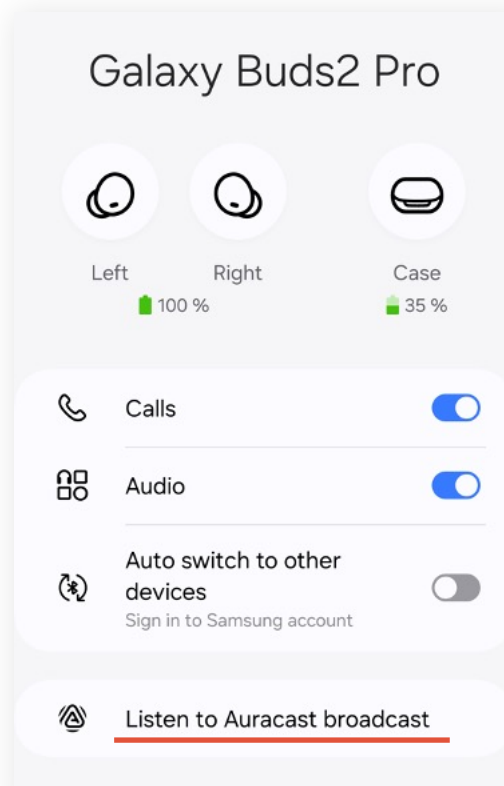 Galaxy Buds2 Pro
Left
Right
Case
100 %
35 %
Calls
Audio
Auto switch to other
devices
Sign in to Samsung account
Listen to Auracast broadcast